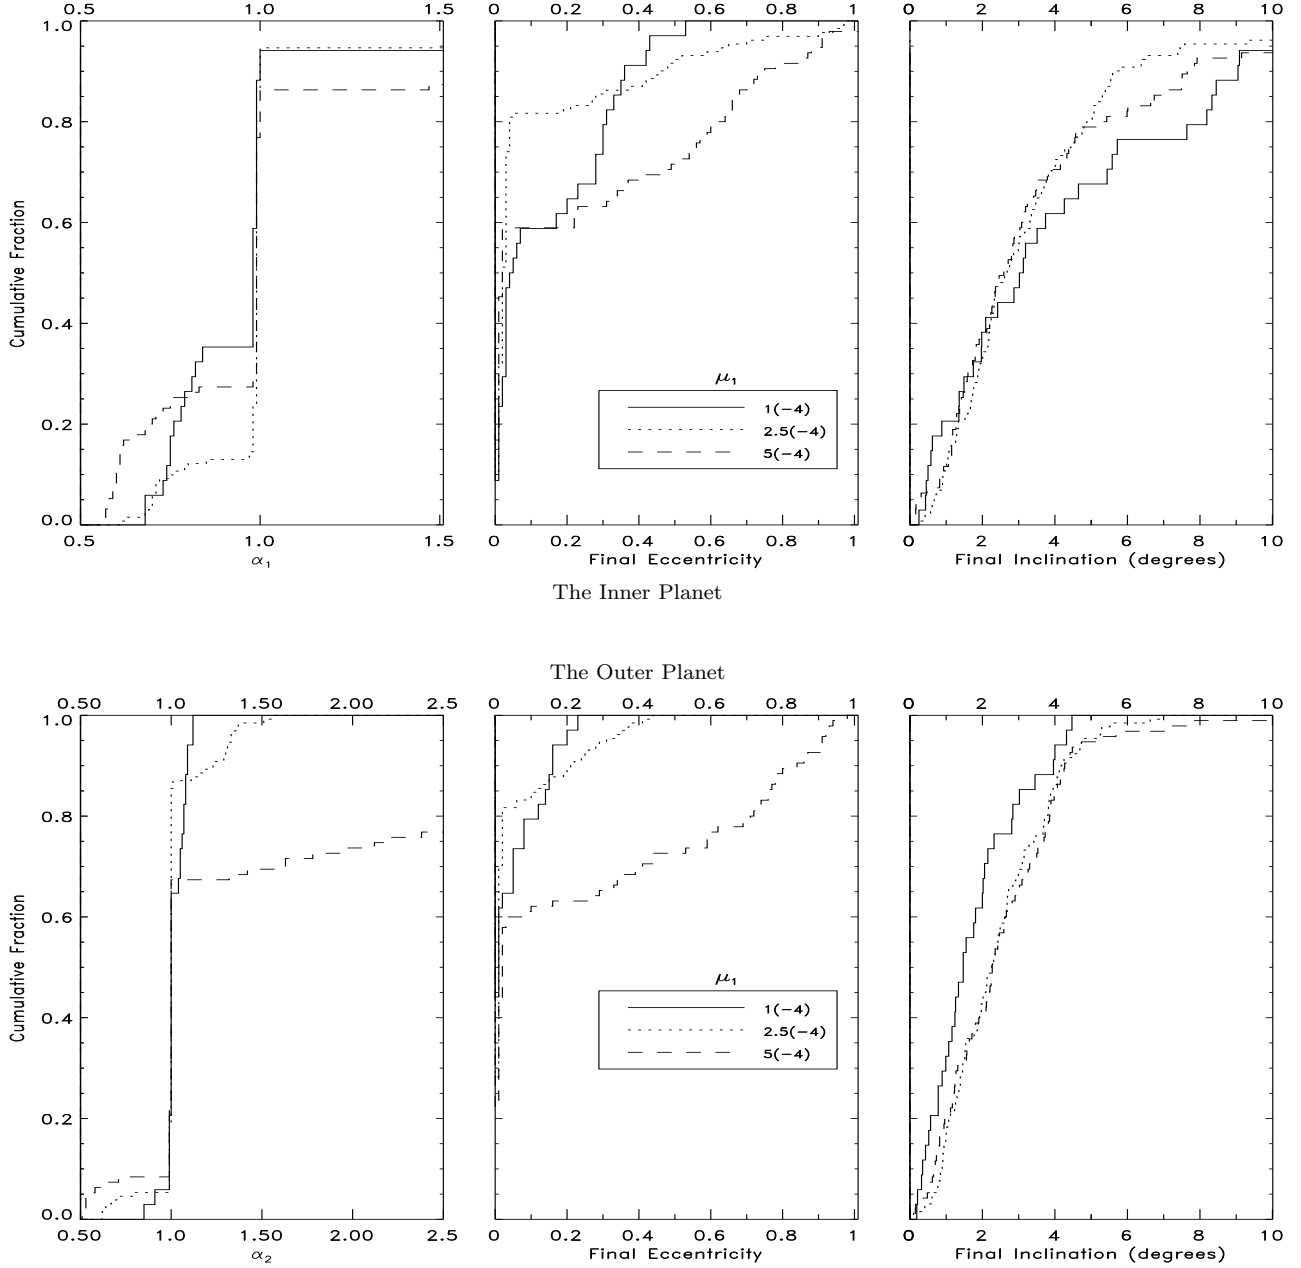 0.5 1.0 1.5
0 0.2 0.4 0.6 0.8 1
0 2 4 6 8 10
1.0
0.8
0.6
0.4
0.2
0.0
Cumulative Fraction
μ₁
1(−4)
2.5(−4)
5(−4)
0.5 1.0 1.5
0 0.2 0.4 0.6 0.8 1
0 2 4 6 8 10
α₁
Final Eccentricity
Final Inclination (degrees)
The Inner Planet
The Outer Planet
0.50 1.0 1.50 2.00 2.5
0 0.2 0.4 0.6 0.8 1
0 2 4 6 8 10
1.0
0.8
0.6
0.4
0.2
0.0
Cumulative Fraction
μ₁
1(−4)
2.5(−4)
5(−4)
0.50 1.0 1.50 2.00 2.5
0 0.2 0.4 0.6 0.8 1
0 2 4 6 8 10
α₂
Final Eccentricity
Final Inclination (degrees)